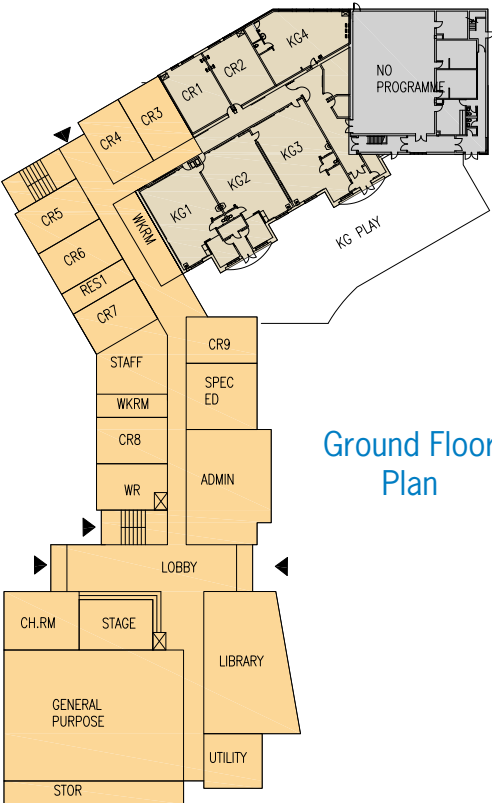 KG4
CR2
CR1
NO
PROGRAMME
CR3
CR4
KG3
KG2
KG1
WKRM
KG PLAY
CR5
CR6
RES1
CR7
STAFF
CR9
SPEC
ED
WKRM
CR8
WR
ADMIN
Ground Floor
Plan
LOBBY
CH.RM
STAGE
LIBRARY
GENERAL
PURPOSE
UTILITY
STOR